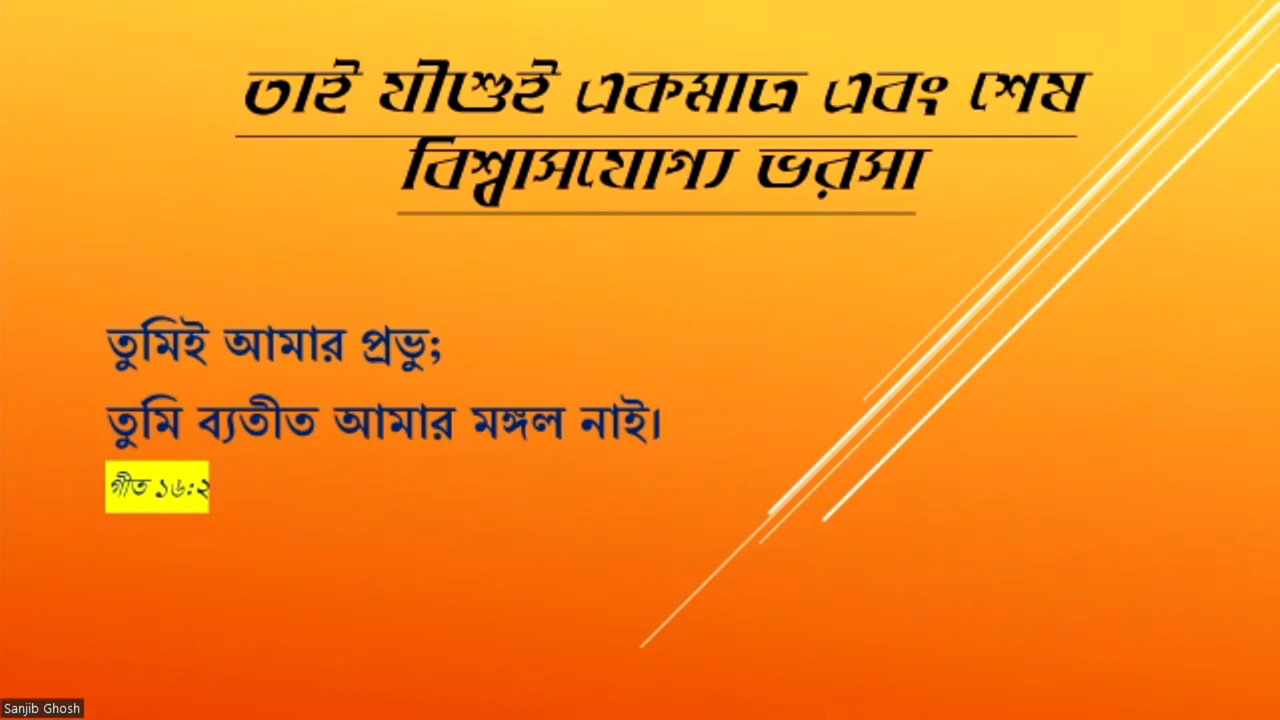 তাই যীশুই একমাত্র এবং শেষ
বিশ্বাসযোগ্য ভরসা
তুমিই আমার প্রভু;
তুমি ব্যতীত আমার মঙ্গল নাই।
গীত ১৬:২
Sanjib Ghosh